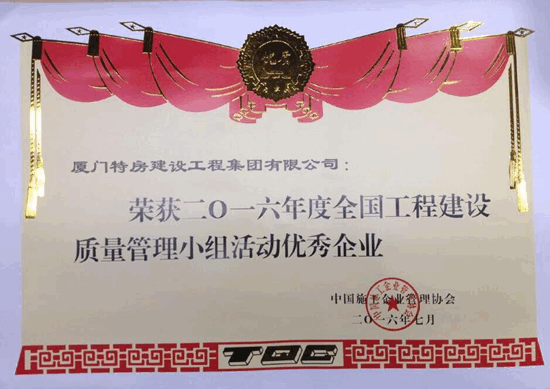 厦门特房建设工程集团有限公司：
荣获二〇一六年度全国工程建设
质量管理小组活动优秀企业
中国施工企业管理协会
二〇一六年七月
TQC